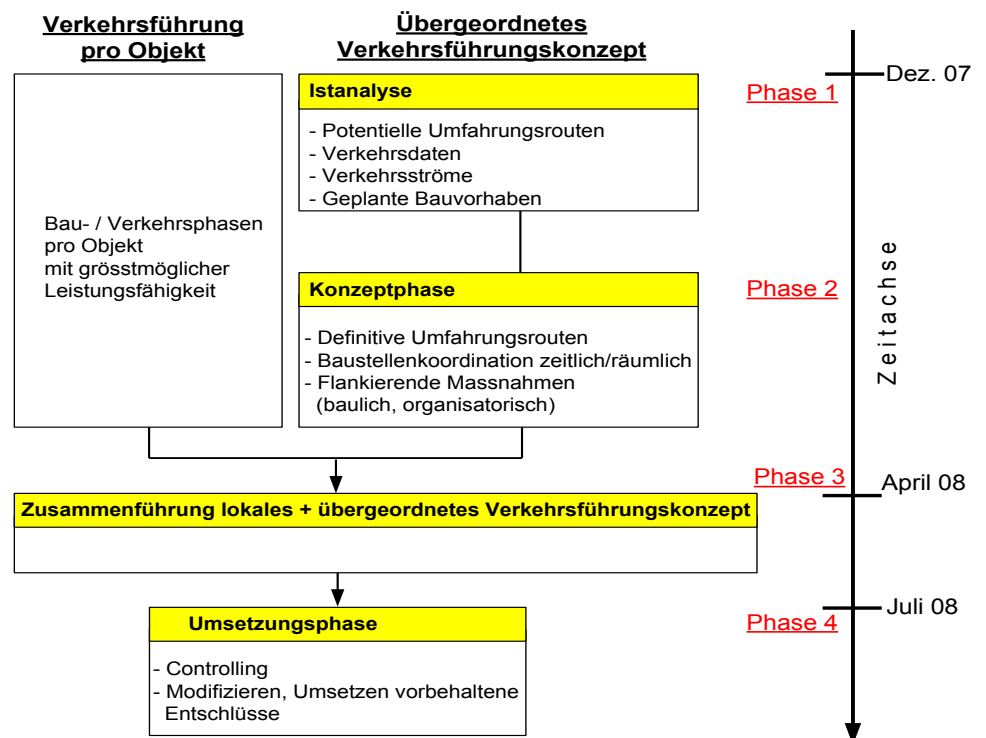 Verkehrsführung
pro Objekt
Übergeordnetes
Verkehrsführungskonzept
Bau- / Verkehrsphasen
pro Objekt
mit grösstmöglicher
Leistungsfähigkeit
Istanalyse
- Potentielle Umfahrungsrouten
- Verkehrsdaten
- Verkehrsströme
- Geplante Bauvorhaben
Konzeptphase
- Definitive Umfahrungsrouten
- Baustellenkoordination zeitlich/räumlich
- Flankierende Massnahmen
(baulich, organisatorisch)
Zusammenführung lokales + übergeordnetes Verkehrsführungskonzept
Umsetzungsphase
- Controlling
- Modifizieren, Umsetzen vorbehaltene
Entschlüsse
Phase 1
Dez. 07
Phase 2
Zeitachse
Phase 3
April 08
Juli 08
Phase 4